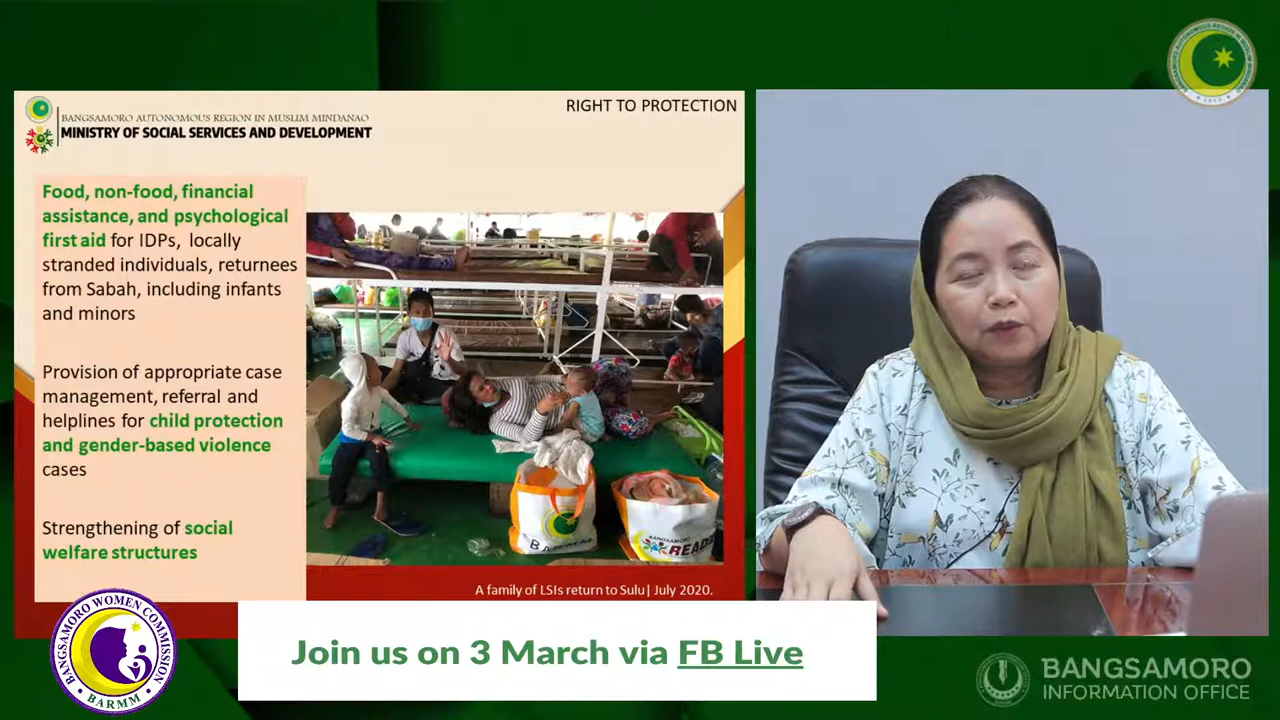 RIGHT TO PROTECTION
BANGSAMORO AUTONOMOUS REGION IN MUSLIM MINDANAO
MINISTRY OF SOCIAL SERVICES AND DEVELOPMENT
Food, non-food, financial
assistance, and psychological
first aid for IDPs, locally
stranded individuals, returnees
from Sabah, including infants
and minors
Provision of appropriate case
management, referral and
helplines for child protection
and gender-based violence
cases
Strengthening of social
welfare structures
BARMM
BANGSAMORO
READi
A family of LSIs return to Sulu| July 2020.
BANGSAMORO WOMEN COMMISSION
BARMM
Join us on 3 March via FB Live
BANGSAMORO
INFORMATION OFFICE